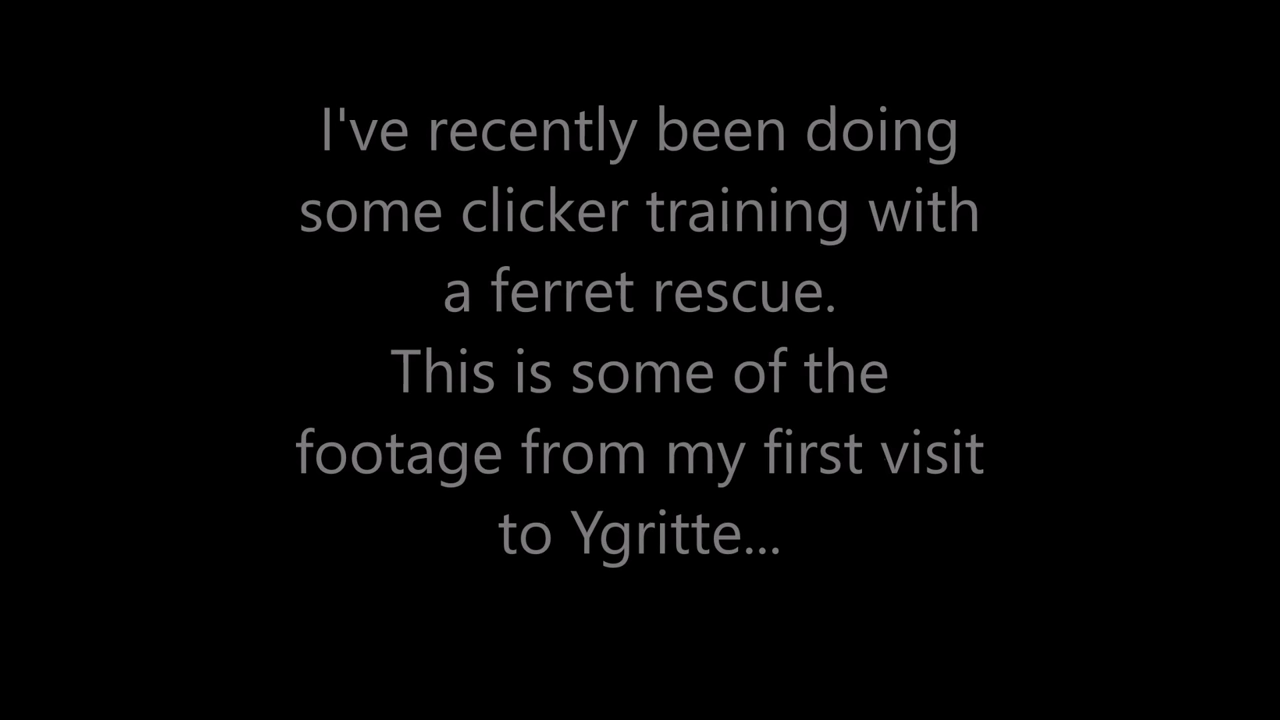 I've recently been doing
some clicker training with
a ferret rescue.
This is some of the
footage from my first visit
to Ygritte...